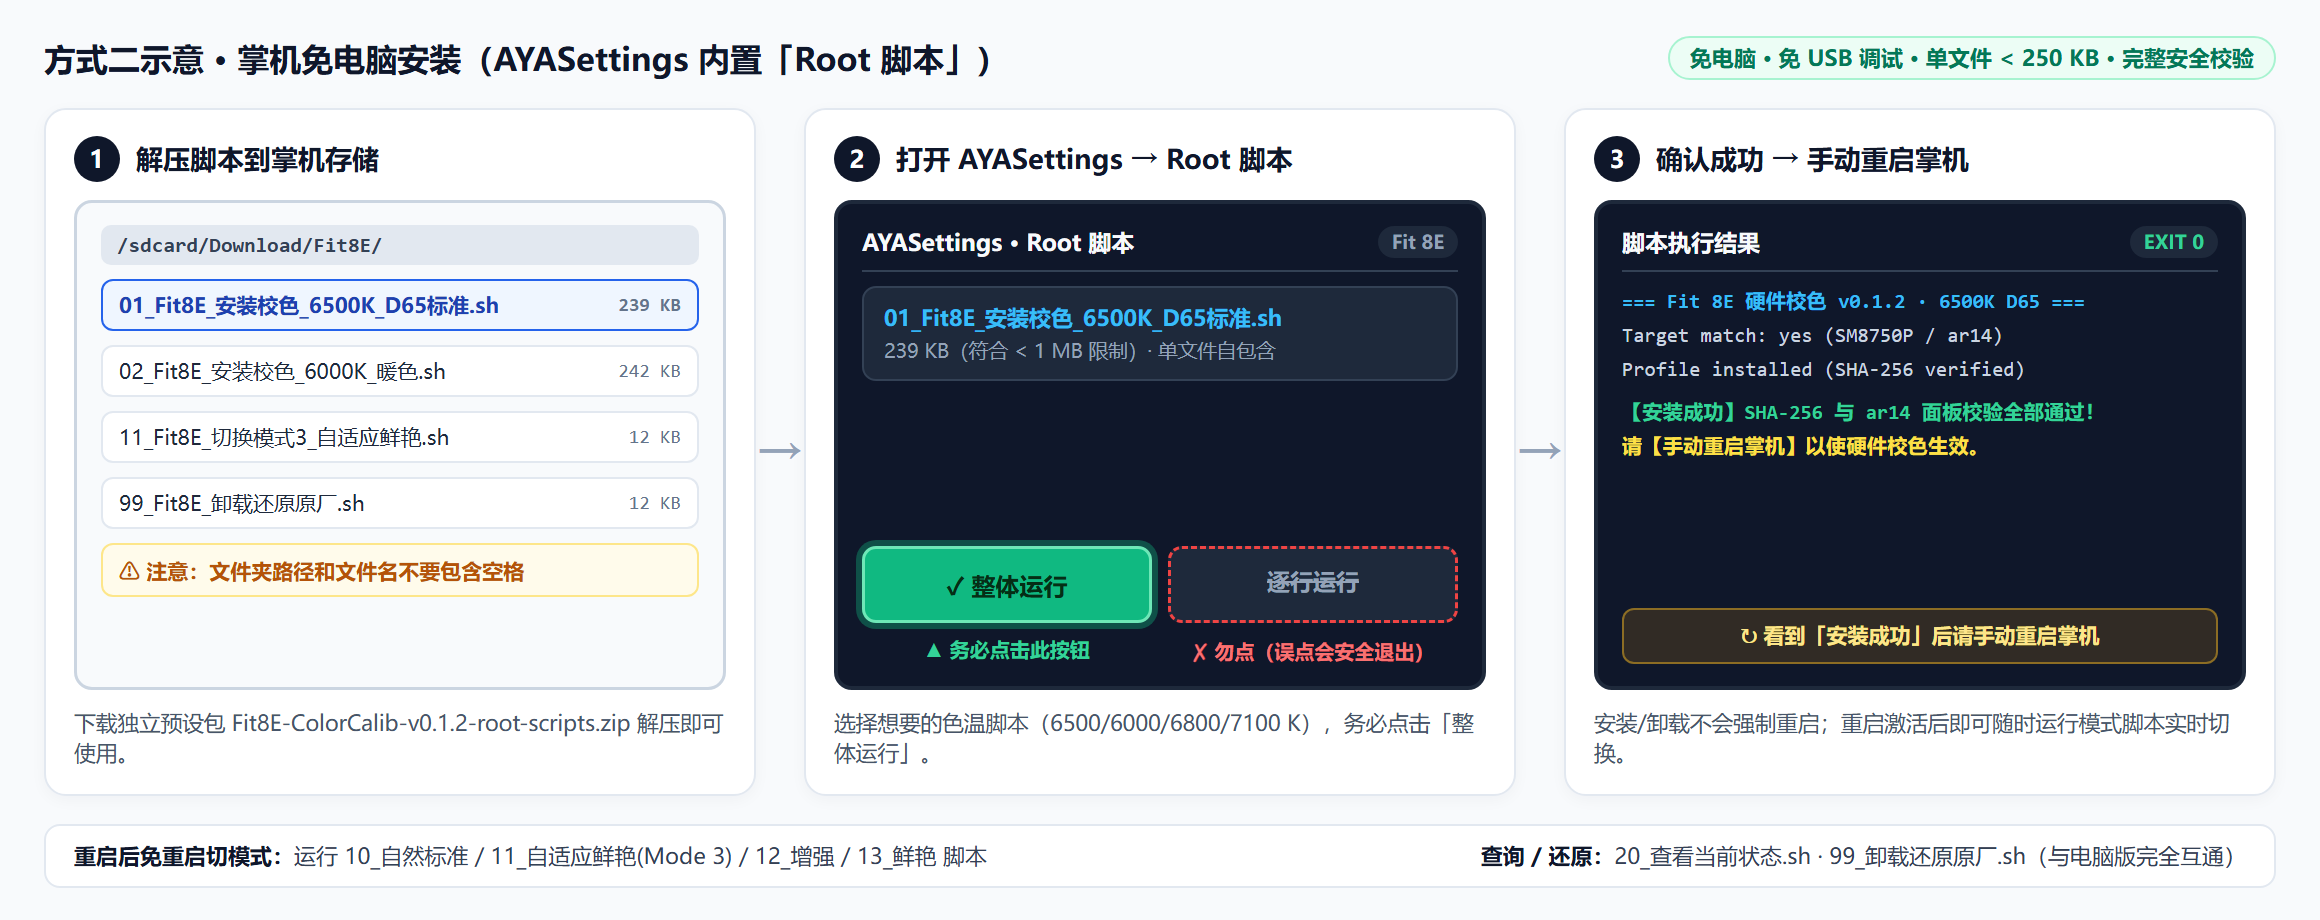 方式二示意 • 掌机免电脑安装（AYASettings 内置「Root 脚本」）
免电脑 • 免 USB 调试 • 单文件 < 250 KB • 完整安全校验
1 解压脚本到掌机存储
/sdcard/Download/Fit8E/
01_Fit8E_安装校色_6500K_D65标准.sh 239 KB
02_Fit8E_安装校色_6000K_暖色.sh 242 KB
11_Fit8E_切换模式3_自适应鲜艳.sh 12 KB
99_Fit8E_卸载还原原厂.sh 12 KB
⚠ 注意：文件夹路径和文件名不要包含空格
下载独立预设包 Fit8E-ColorCalib-v0.1.2-root-scripts.zip 解压即可
使用。
→
2 打开 AYASettings → Root 脚本
AYASettings • Root 脚本 Fit 8E
01_Fit8E_安装校色_6500K_D65标准.sh
239 KB（符合 < 1 MB 限制）· 单文件自包含
✓ 整体运行
逐行运行
▲ 务必点击此按钮
✗ 勿点（误点会安全退出）
选择想要的色温脚本（6500/6000/6800/7100 K），务必点击「整
体运行」。
→
3 确认成功 → 手动重启掌机
脚本执行结果 EXIT 0
=== Fit 8E 硬件校色 v0.1.2 · 6500K D65 ===
Target match: yes (SM8750P / ar14)
Profile installed (SHA-256 verified)
【安装成功】SHA-256 与 ar14 面板校验全部通过！
请【手动重启掌机】以使硬件校色生效。
↻ 看到「安装成功」后请手动重启掌机
安装/卸载不会强制重启；重启激活后即可随时运行模式脚本实时切
换。
重启后免重启切模式：运行 10_自然标准 / 11_自适应鲜艳(Mode 3) / 12_增强 / 13_鲜艳 脚本
查询 / 还原：20_查看当前状态.sh · 99_卸载还原原厂.sh（与电脑版完全互通）